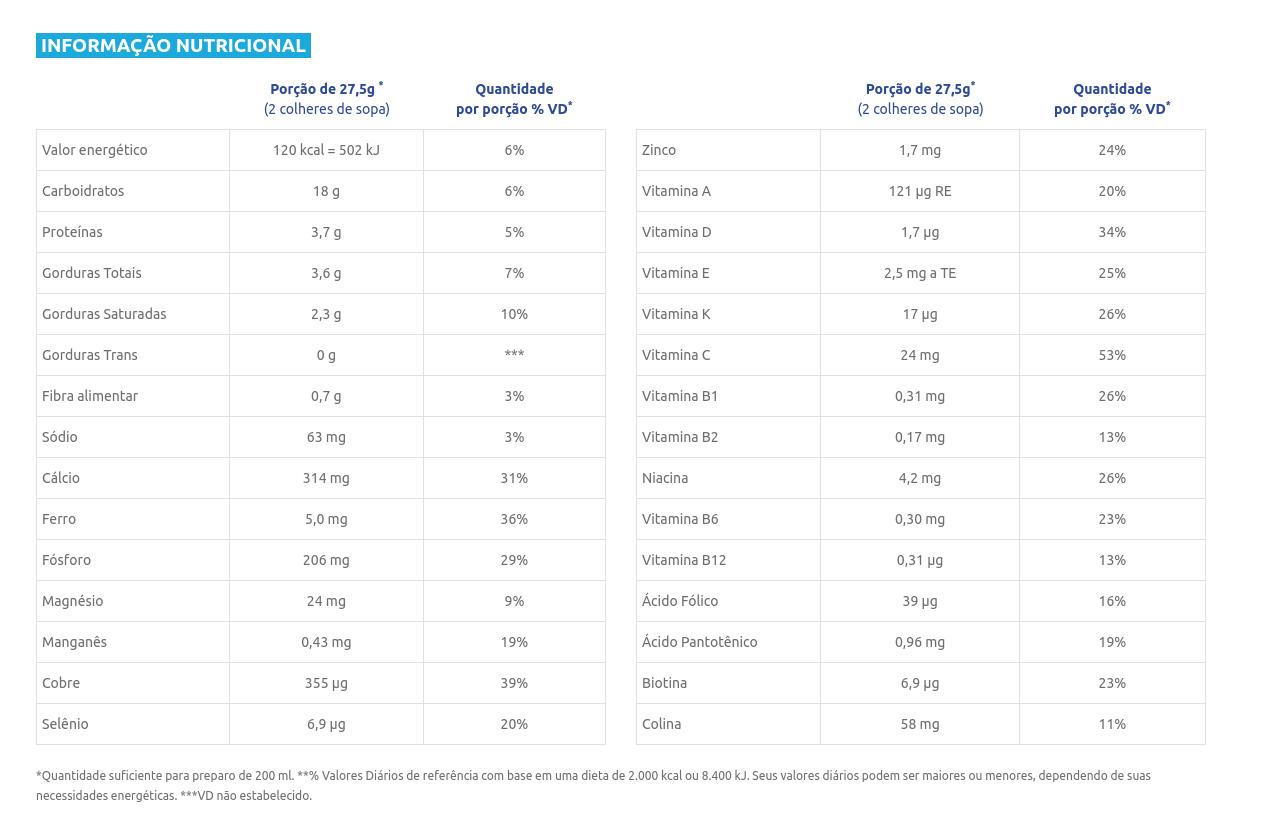 INFORMAÇÃO NUTRICIONAL
Porção de 27,5g * Quantidade
(2 colheres de sopa) por porção % VD*
Valor energético 120 kcal = 502 kJ 6%
Carboidratos 18 g 6%
Proteínas 3,7 g 5%
Gorduras Totais 3,6 g 7%
Gorduras Saturadas 2,3 g 10%
Gorduras Trans 0 g ***
Fibra alimentar 0,7 g 3%
Sódio 63 mg 3%
Cálcio 314 mg 31%
Ferro 5,0 mg 36%
Fósforo 206 mg 29%
Magnésio 24 mg 9%
Manganês 0,43 mg 19%
Cobre 355 µg 39%
Selênio 6,9 µg 20%
Porção de 27,5g* Quantidade
(2 colheres de sopa) por porção % VD*
Zinco 1,7 mg 24%
Vitamina A 121 µg RE 20%
Vitamina D 1,7 µg 34%
Vitamina E 2,5 mg a TE 25%
Vitamina K 17 µg 26%
Vitamina C 24 mg 53%
Vitamina B1 0,31 mg 26%
Vitamina B2 0,17 mg 13%
Niacina 4,2 mg 26%
Vitamina B6 0,30 mg 23%
Vitamina B12 0,31 µg 13%
Ácido Fólico 39 µg 16%
Ácido Pantotênico 0,96 mg 19%
Biotina 6,9 µg 23%
Colina 58 mg 11%
*Quantidade suficiente para preparo de 200 ml. **% Valores Diários de referência com base em uma dieta de 2.000 kcal ou 8.400 kJ. Seus valores diários podem ser maiores ou menores, dependendo de suas
necessidades energéticas. ***VD não estabelecido.